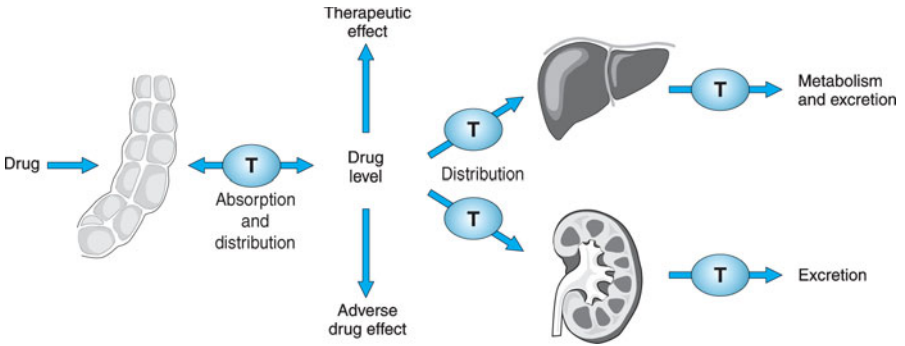 Therapeutic
effect
Drug
T
Absorption
and
distribution
Drug
level
Adverse
drug effect
T
Distribution
T
T
Metabolism
and excretion
T
Excretion